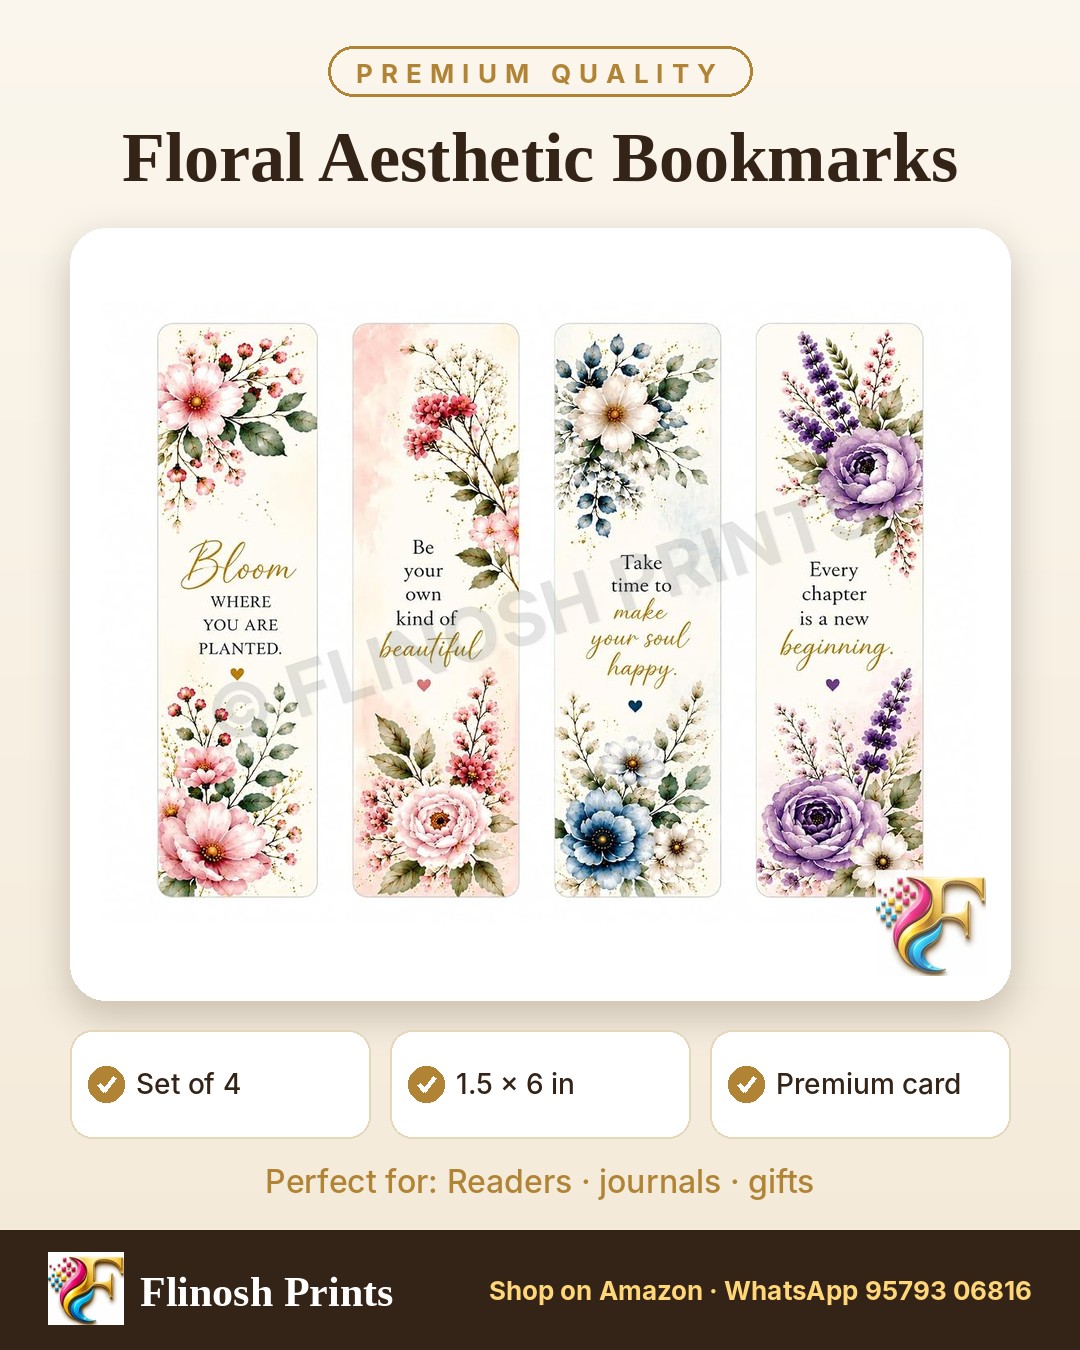 PREMIUM QUALITY
Floral Aesthetic Bookmarks
Bloom
WHERE
YOU ARE
PLANTED.
Be
your
own
kind of
beautiful
Take
time to
make
your soul
happy.
Every
chapter
is a new
beginning.
© FLINOSH PRINTS
F
Set of 4
1.5 × 6 in
Premium card
Perfect for: Readers · journals · gifts
F
Flinosh Prints
Shop on Amazon · WhatsApp 95793 06816